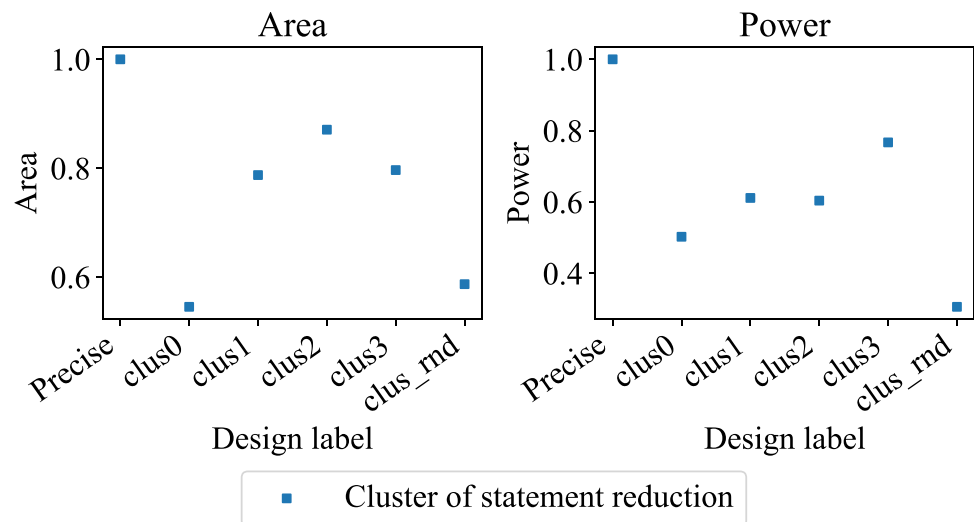 Area
Power
1.0
0.8
0.6
Area
Precise
clus0
clus1
clus2
clus3
clus_rnd
Design label
1.0
0.8
0.6
0.4
Power
Precise
clus0
clus1
clus2
clus3
clus_rnd
Design label
Cluster of statement reduction